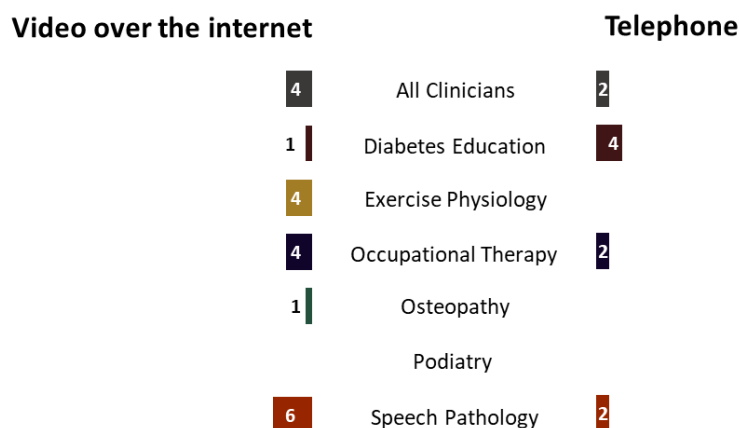 Video over the internet Telephone
4 All Clinicians 2
1 Diabetes Education 4
4 Exercise Physiology
4 Occupational Therapy 2
1 Osteopathy
Podiatry
6 Speech Pathology 2